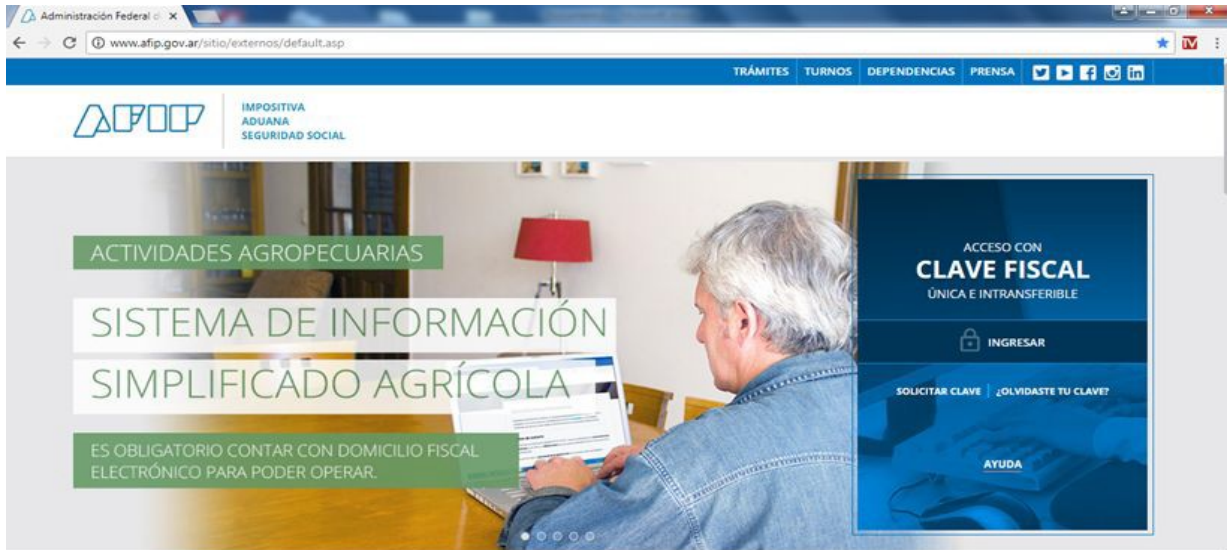 Administración Federal d
www.afip.gov.ar/sitio/externos/default.asp
TRÁMITES TURNOS DEPENDENCIAS PRENSA
AFIP
IMPOSITIVA
ADUANA
SEGURIDAD SOCIAL
ACTIVIDADES AGROPECUARIAS
SISTEMA DE INFORMACIÓN
SIMPLIFICADO AGRÍCOLA
ES OBLIGATORIO CONTAR CON DOMICILIO FISCAL
ELECTRÓNICO PARA PODER OPERAR.
ACCESO CON
CLAVE FISCAL
ÚNICA E INTRANSFERIBLE
INGRESAR
SOLICITAR CLAVE | ¿OLVIDASTE TU CLAVE?
AYUDA